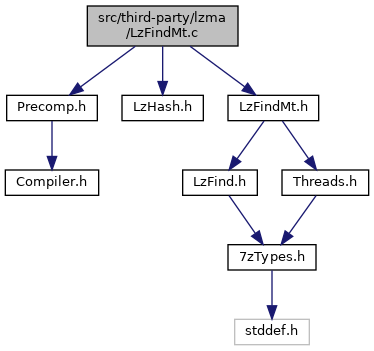 src/third-party/lzma
/LzFindMt.c
Precomp.h
LzHash.h
LzFindMt.h
Compiler.h
LzFind.h
Threads.h
7zTypes.h
stddef.h